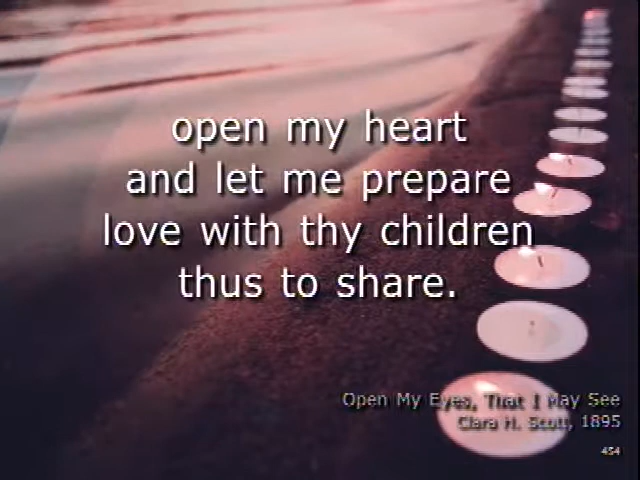 open my heart
and let me prepare
love with thy children
thus to share.
Open My Eyes, That I May See
Clara H. Scott, 1895
454